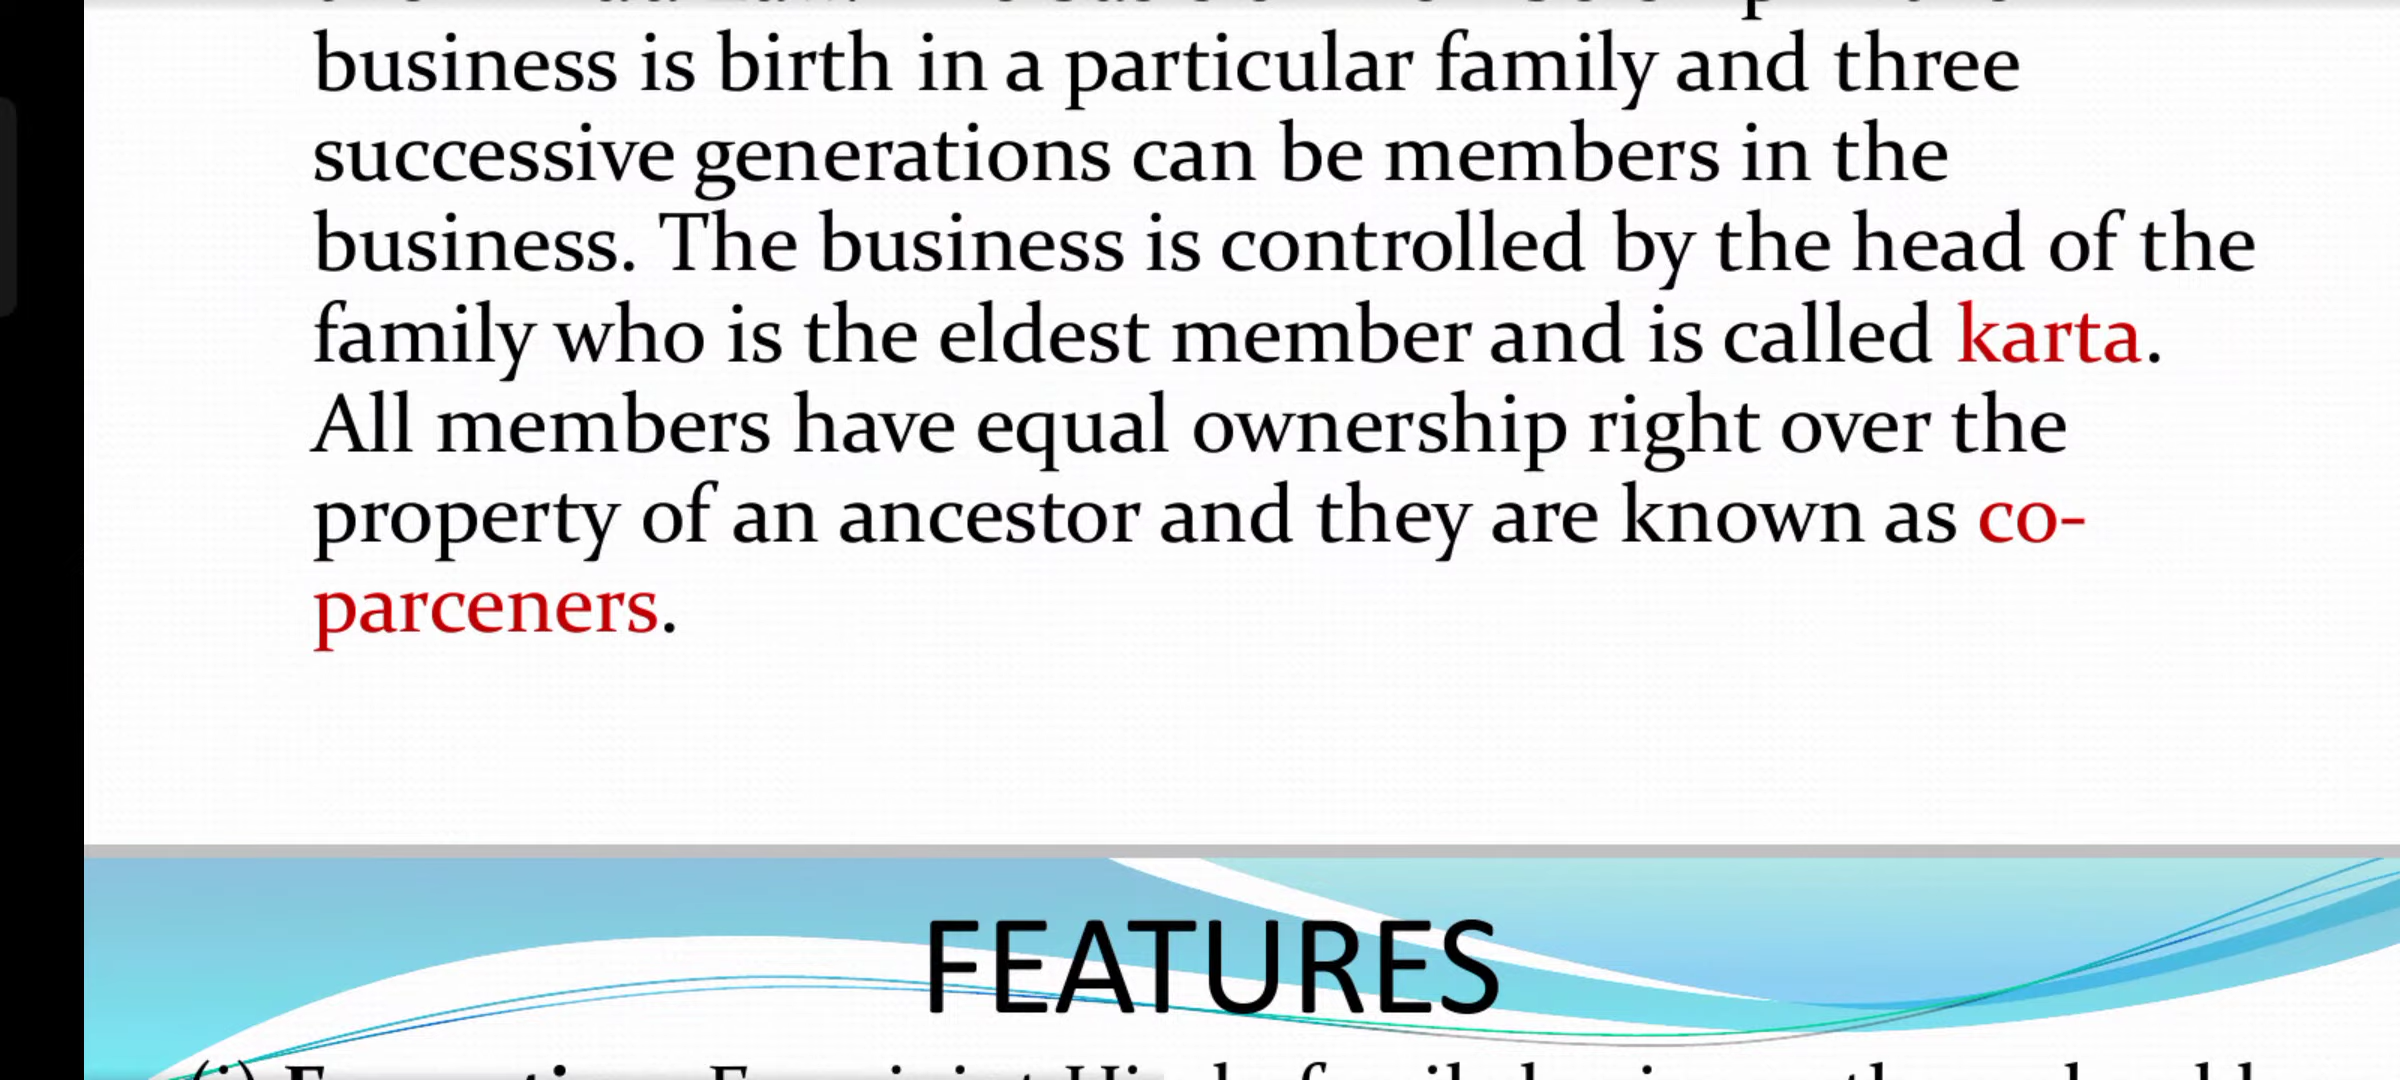 business is birth in a particular family and three
successive generations can be members in the
business. The business is controlled by the head of the
family who is the eldest member and is called karta.
All members have equal ownership right over the
property of an ancestor and they are known as co-
parceners.
FEATURES